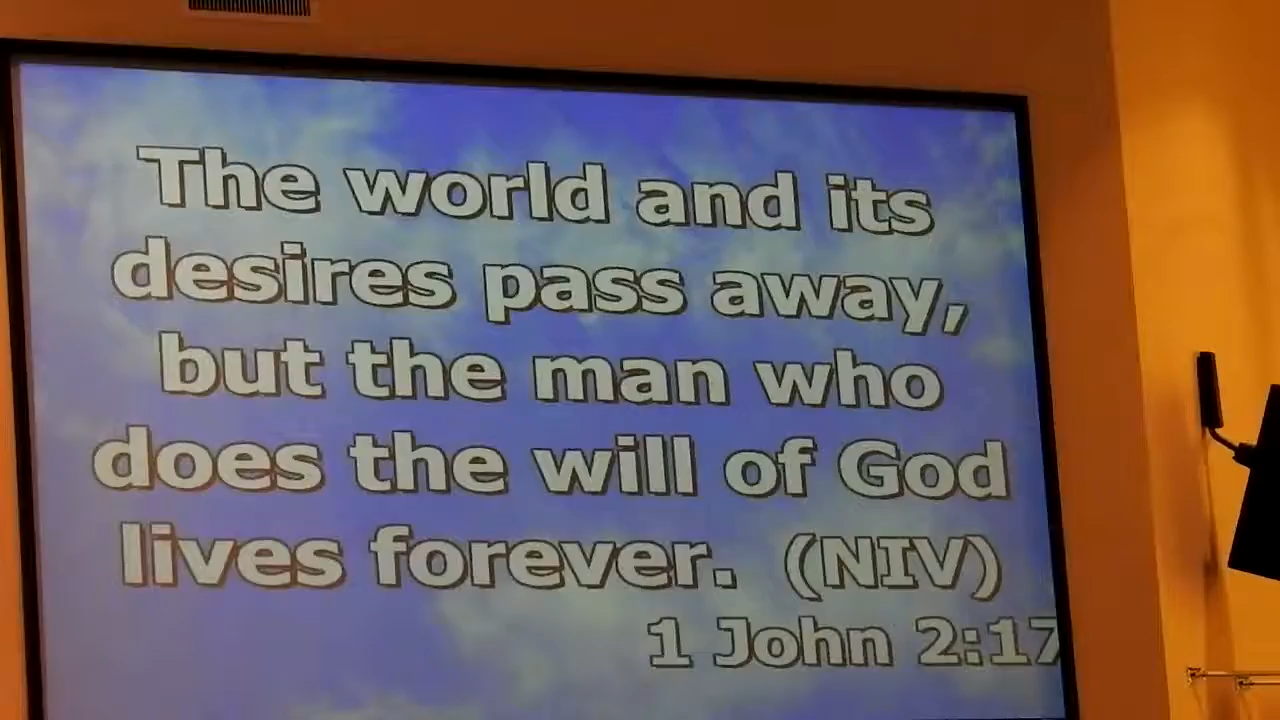 The world and its
desires pass away,
but the man who
does the will of God
lives forever. (NIV)
1 John 2:17